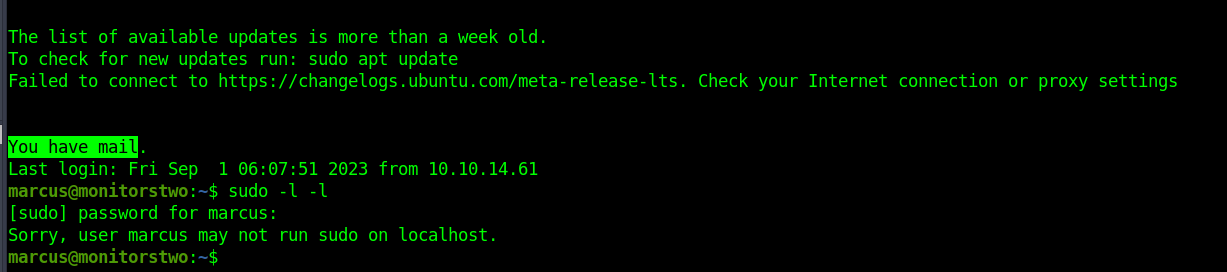 The list of available updates is more than a week old.
To check for new updates run: sudo apt update
Failed to connect to https://changelogs.ubuntu.com/meta-release-lts. Check your Internet connection or proxy settings
You have mail.
Last login: Fri Sep  1 06:07:51 2023 from 10.10.14.61
marcus@monitorstwo:~$ sudo -l -l
[sudo] password for marcus:
Sorry, user marcus may not run sudo on localhost.
marcus@monitorstwo:~$